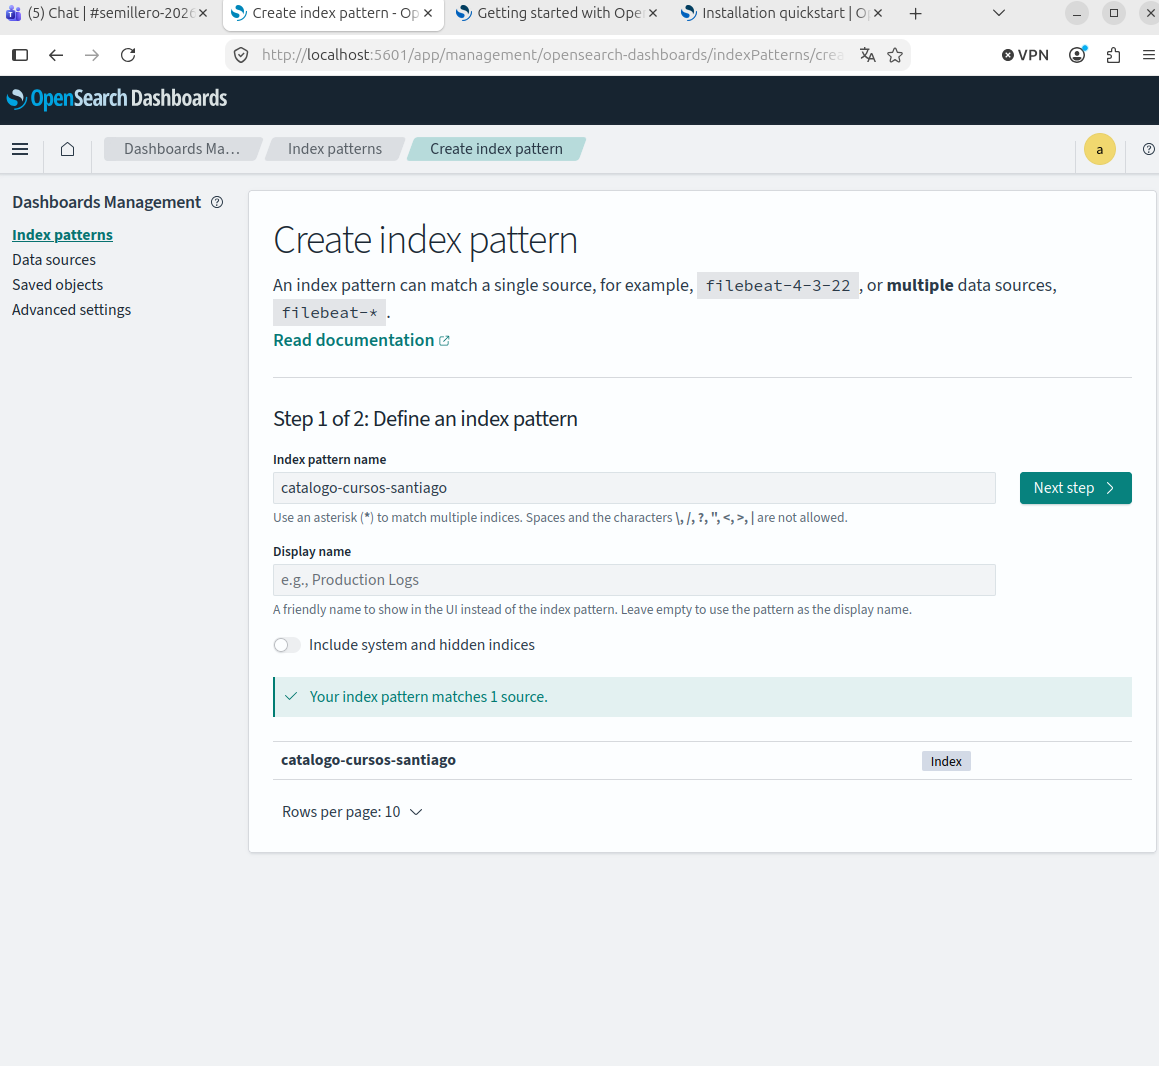 (5) Chat | #semillero-2026
Create index pattern - Op
Getting started with Ope
Installation quickstart | O
http://localhost:5601/app/management/opensearch-dashboards/indexPatterns/crea
VPN
OpenSearch Dashboards
Dashboards Ma...
Index patterns
Create index pattern
a
Dashboards Management
Index patterns
Data sources
Saved objects
Advanced settings
Create index pattern
An index pattern can match a single source, for example, filebeat-4-3-22 , or multiple data sources,
filebeat-* .
Read documentation
Step 1 of 2: Define an index pattern
Index pattern name
catalogo-cursos-santiago
Next step
Use an asterisk (*) to match multiple indices. Spaces and the characters \, /, ?, ", <, >, | are not allowed.
Display name
e.g., Production Logs
A friendly name to show in the UI instead of the index pattern. Leave empty to use the pattern as the display name.
Include system and hidden indices
Your index pattern matches 1 source.
catalogo-cursos-santiago
Index
Rows per page: 10